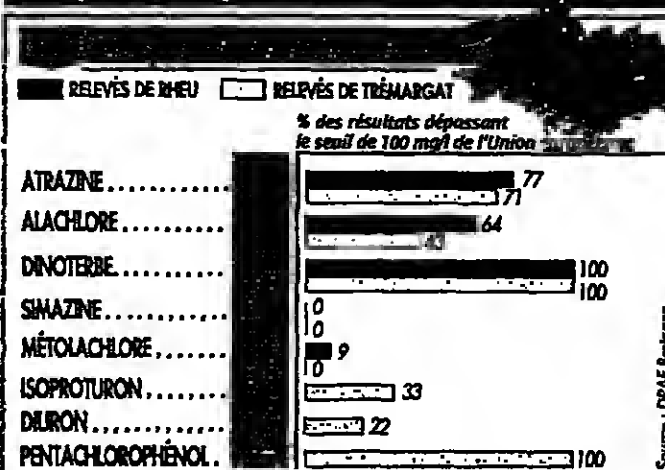 RELEVÉS DE RHEU RELEVÉS DE TRÉMARGAT
% des résultats dépassant
le seuil de 100 mg/l de l'Union
ATRAZINE............ 77
71
ALACHLORE........... 64
43
DINOTERBE........... 100
100
SIMAZINE............ 0
0
MÉTOLACHLORE....... 9
0
ISOPROTURON........ 33
DIURON............. 22
PENTACHLOROPHÉNOL. 100
DRAF